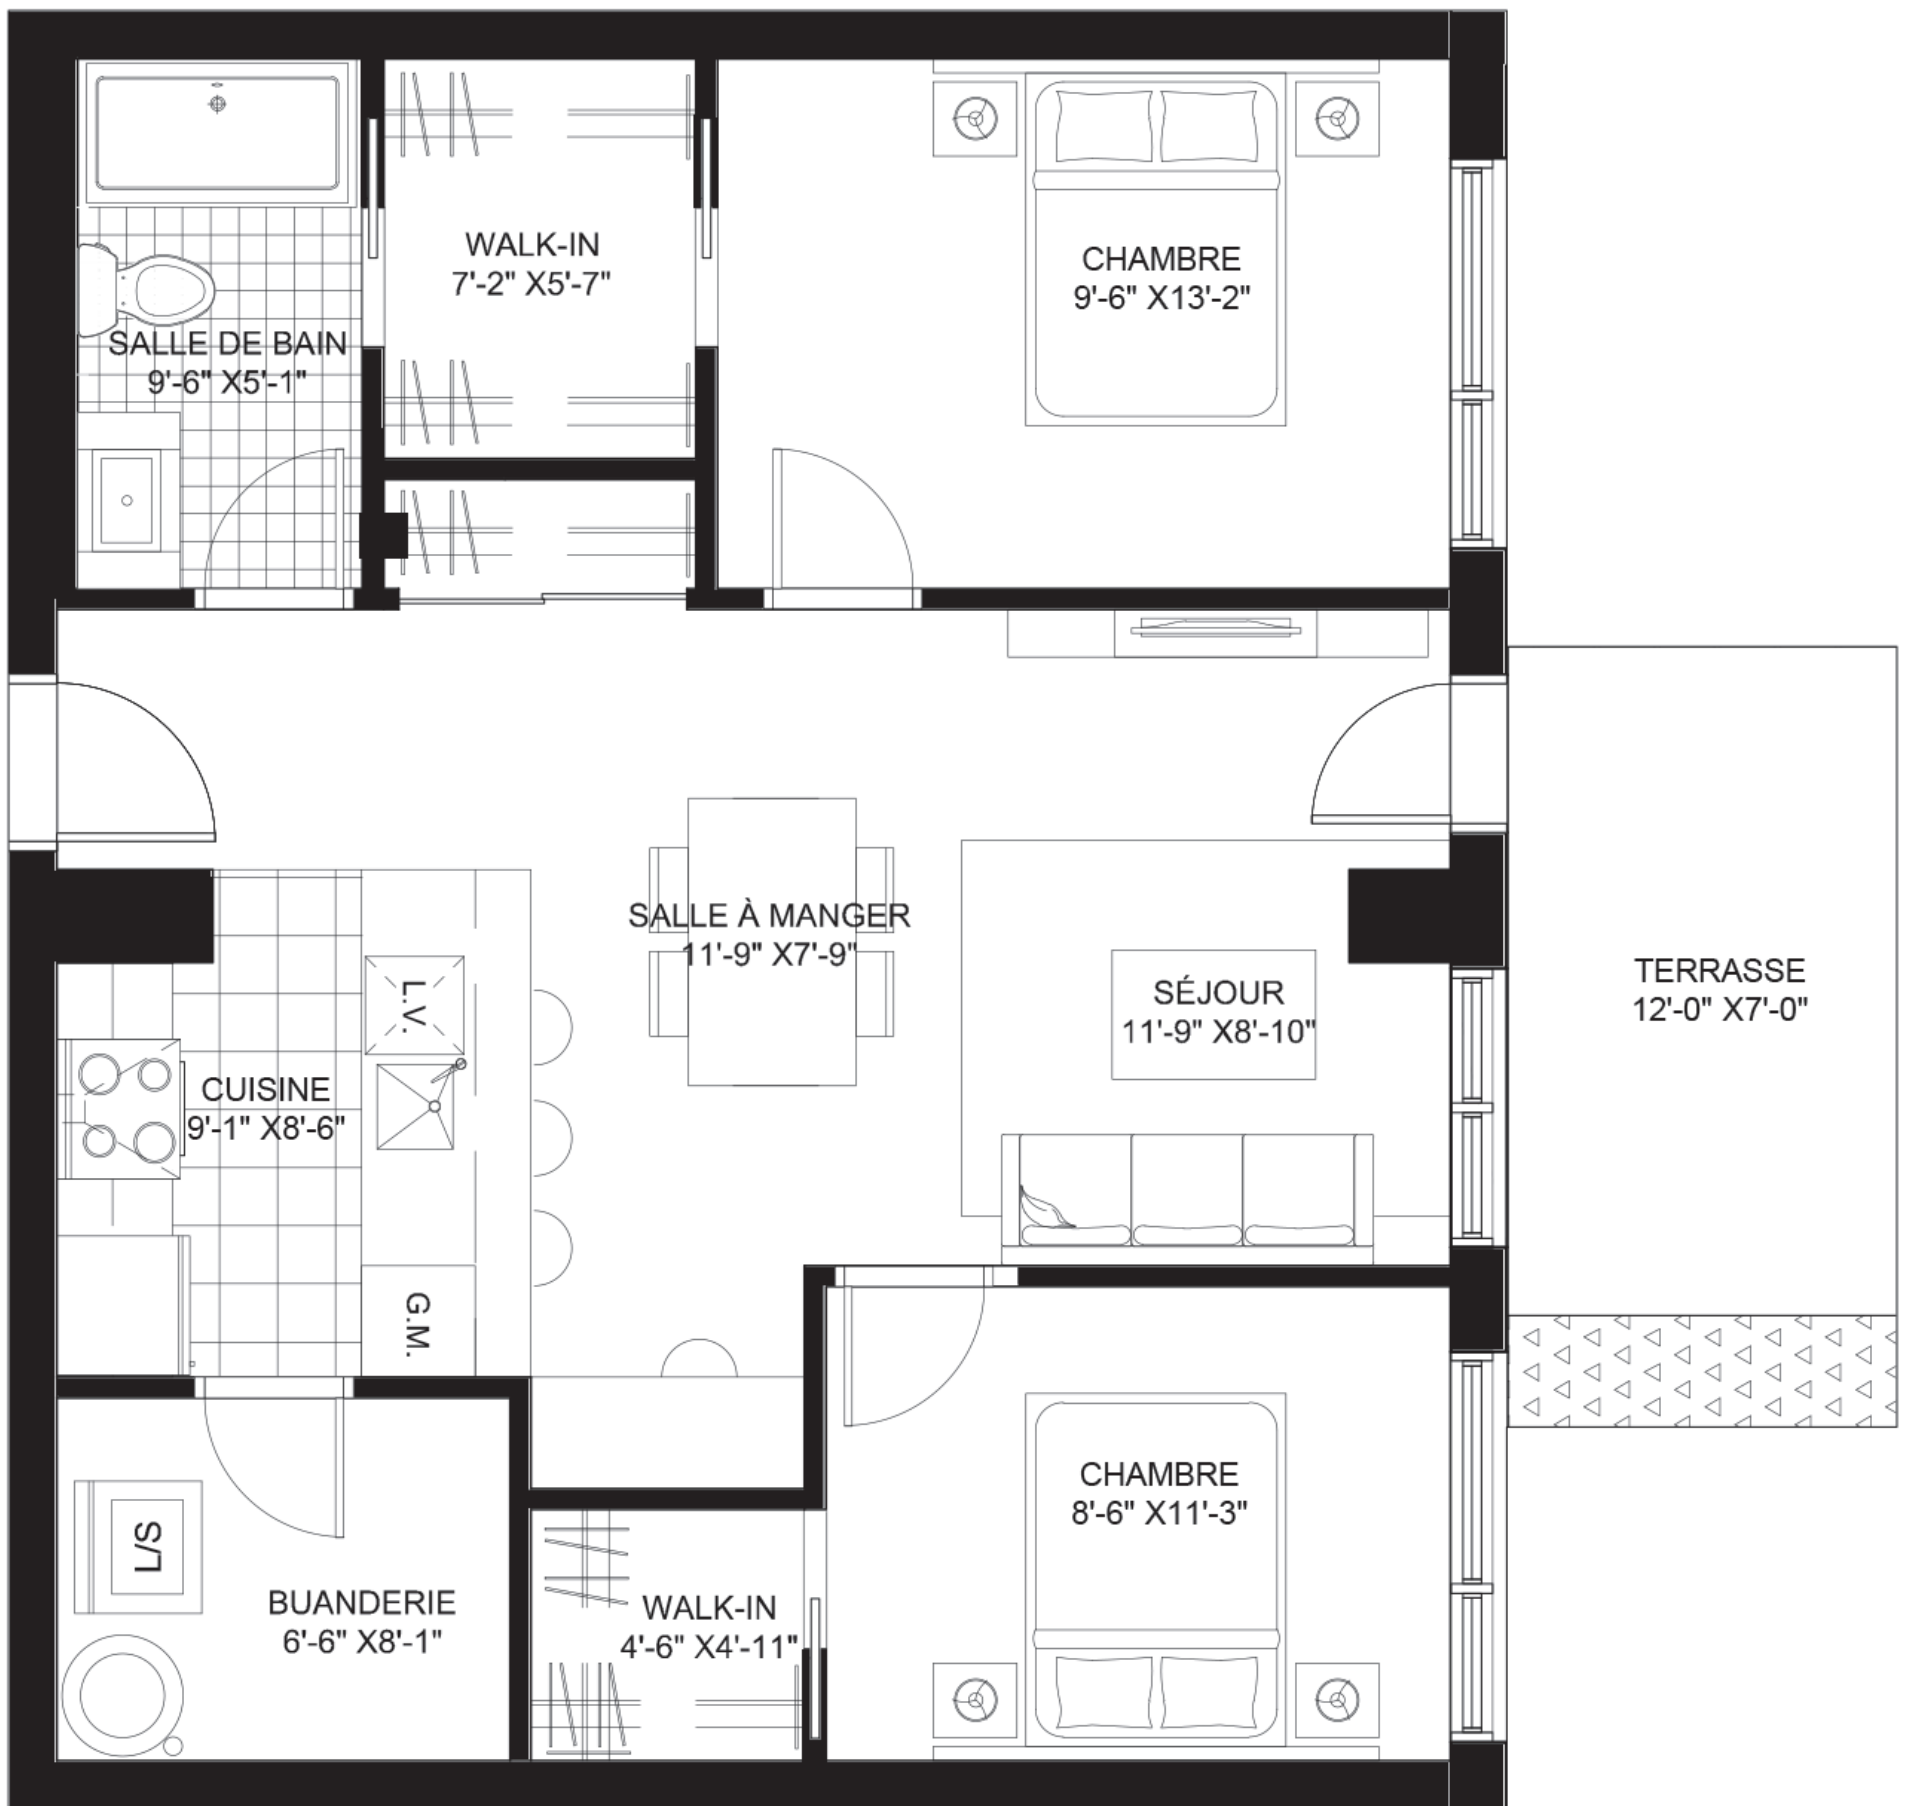 WALK-IN
7'-2" X5'-7"
CHAMBRE
9'-6" X13'-2"
SALLE DE BAIN
9'-6" X5'-1"
SALLE À MANGER
11'-9" X7'-9"
SÉJOUR
11'-9" X8'-10"
TERRASSE
12'-0" X7'-0"
L.V.
CUISINE
9'-1" X8'-6"
G.M.
CHAMBRE
8'-6" X11'-3"
S/L
BUANDERIE
6'-6" X8'-1"
WALK-IN
4'-6" X4'-11"